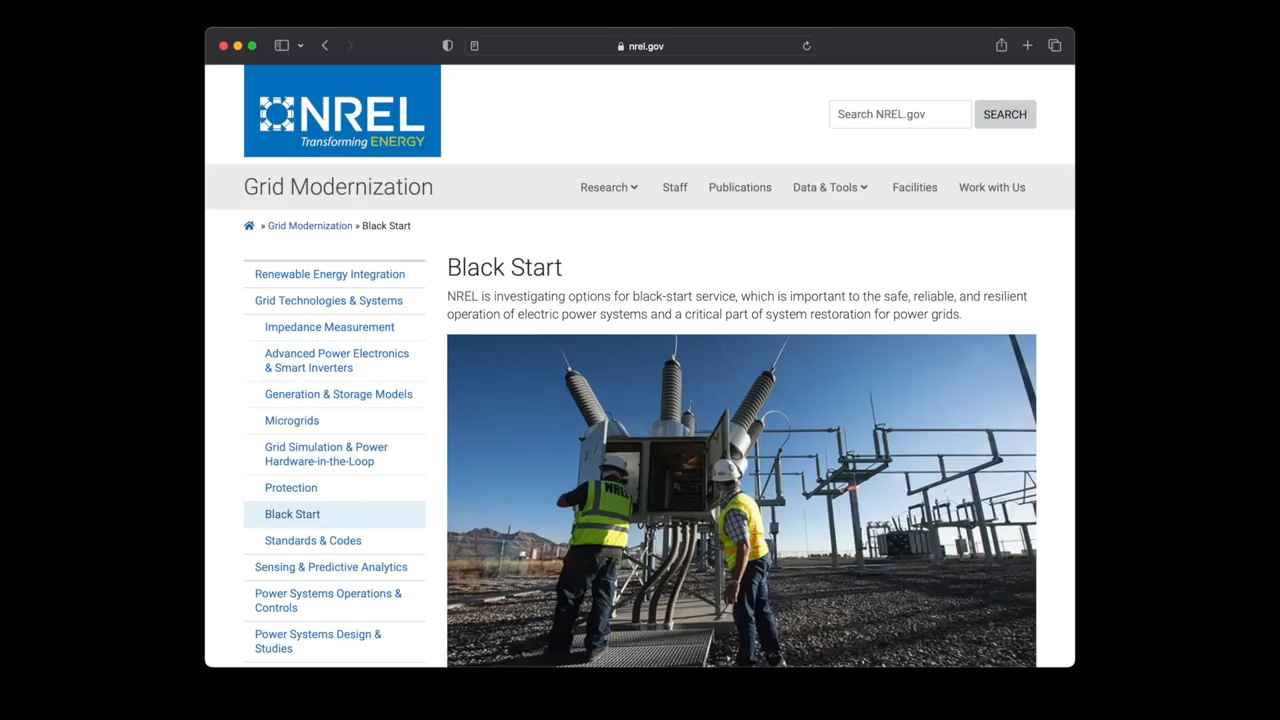 nrel.gov
NREL
Transforming ENERGY
Search NREL.gov
SEARCH
Grid Modernization
Research
Staff
Publications
Data & Tools
Facilities
Work with Us
» Grid Modernization » Black Start
Renewable Energy Integration
Grid Technologies & Systems
Impedance Measurement
Advanced Power Electronics
& Smart Inverters
Generation & Storage Models
Microgrids
Grid Simulation & Power
Hardware-in-the-Loop
Protection
Black Start
Standards & Codes
Sensing & Predictive Analytics
Power Systems Operations &
Controls
Power Systems Design &
Studies
Black Start
NREL is investigating options for black-start service, which is important to the safe, reliable, and resilient
operation of electric power systems and a critical part of system restoration for power grids.
NREL